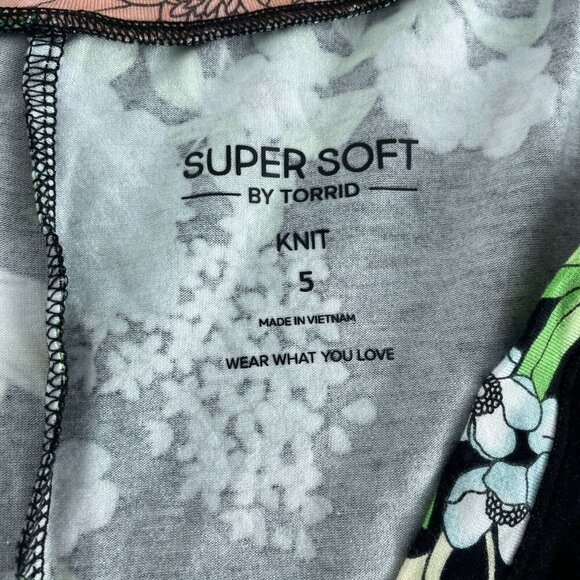 SUPER SOFT
BY TORRID
KNIT
5
MADE IN VIETNAM
WEAR WHAT YOU LOVE